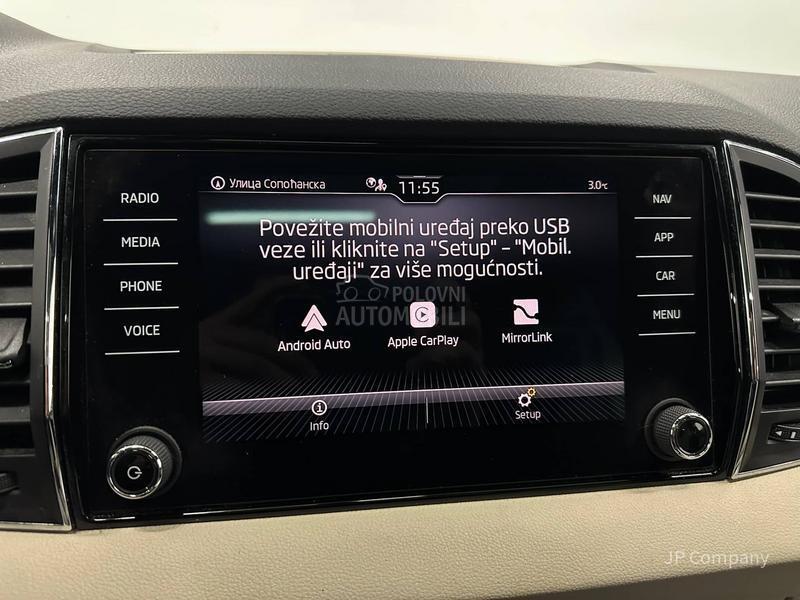 RADIO
MEDIA
PHONE
VOICE
Улица Сопоћанска
11:55
3.0°C
Povežite mobilni uređaj preko USB
veze ili kliknite na "Setup" – "Mobil.
uređaji" za više mogućnosti.
POLOVNI
AUTOMOBILI
Android Auto
Apple CarPlay
MirrorLink
Info
Setup
NAV
APP
CAR
MENU
JP Company